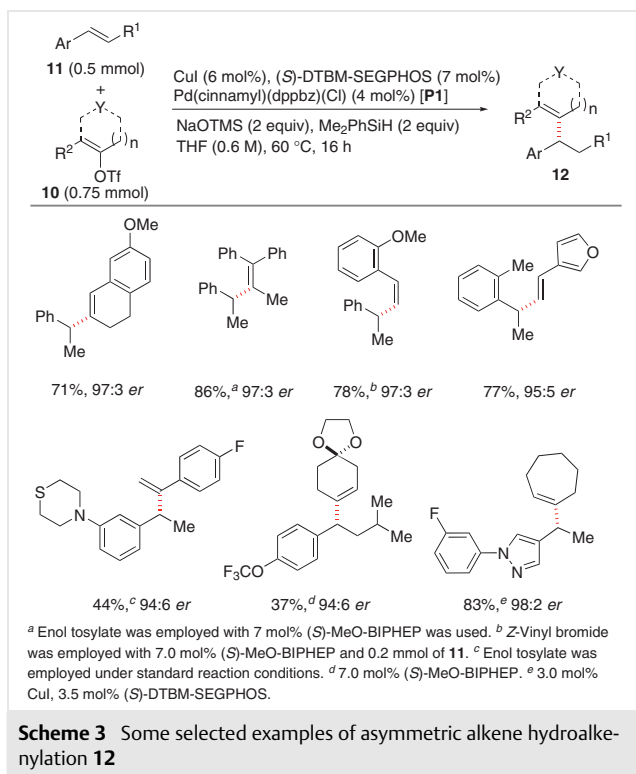 Ar
R1
11 (0.5 mmol)
+
Y
R2
( )n
OTf
10 (0.75 mmol)
CuI (6 mol%), (S)-DTBM-SEGPHOS (7 mol%)
Pd(cinnamyl)(dppbz)(Cl) (4 mol%) [P1]
NaOTMS (2 equiv), Me2PhSiH (2 equiv)
THF (0.6 M), 60 °C, 16 h
Y
R2
( )n
Ar
R1
12
OMe
Ph
Me
71%, 97:3 er
Ph Ph
Ph
Me
Me
86%,a 97:3 er
OMe
Ph
Me
78%,b 97:3 er
Me
O
Me
77%, 95:5 er
S
N
F
Me
44%,c 94:6 er
O O
Me
Me
F3CO
37%,d 94:6 er
F
N
N
Me
83%,e 98:2 er
a Enol tosylate was employed with 7 mol% (S)-MeO-BIPHEP was used. b Z-Vinyl bromide
was employed with 7.0 mol% (S)-MeO-BIPHEP and 0.2 mmol of 11. c Enol tosylate was
employed under standard reaction conditions. d 7.0 mol% (S)-MeO-BIPHEP. e 3.0 mol%
CuI, 3.5 mol% (S)-DTBM-SEGPHOS.
Scheme 3 Some selected examples of asymmetric alkene hydroalke-
nylation 12